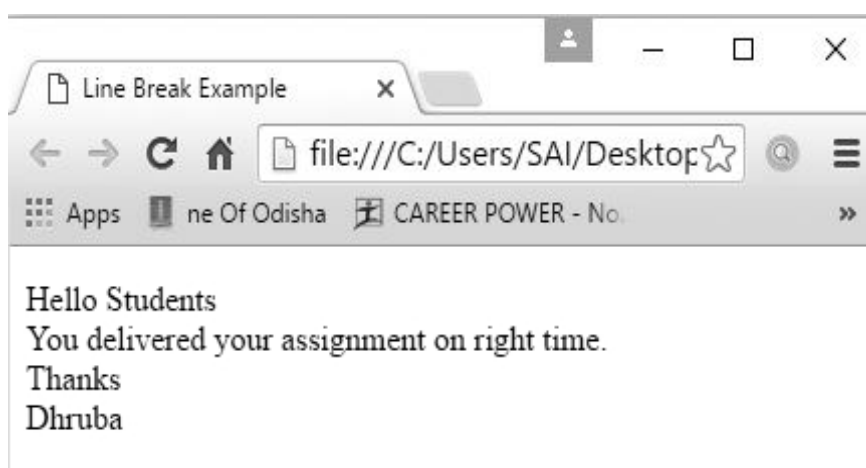 Line Break Example
file:///C:/Users/SAI/Desktop
Apps ne Of Odisha CAREER POWER - No.
Hello Students
You delivered your assignment on right time.
Thanks
Dhruba